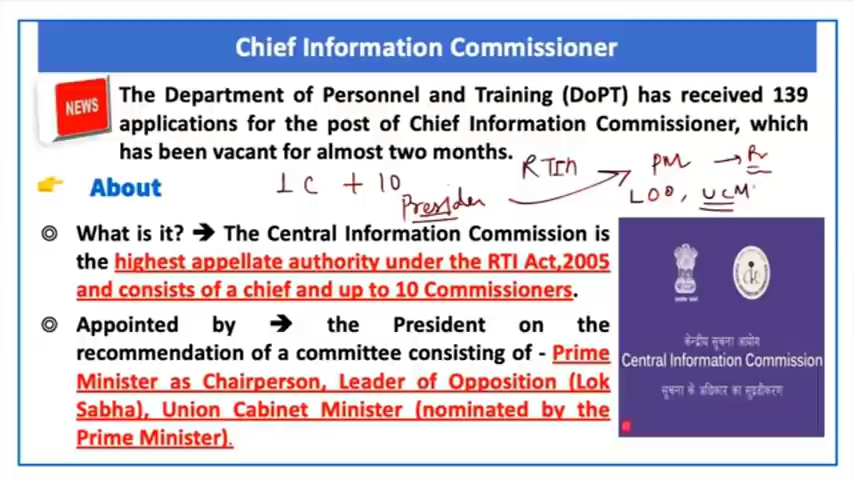 Chief Information Commissioner
NEWS
The Department of Personnel and Training (DoPT) has received 139
applications for the post of Chief Information Commissioner, which
has been vacant for almost two months.
About
1 C + 10
President
PM
LOO, UCM
What is it? → The Central Information Commission is
the highest appellate authority under the RTI Act,2005
and consists of a chief and up to 10 Commissioners.
Appointed by → the President on the
recommendation of a committee consisting of - Prime
Minister as Chairperson, Leader of Opposition (Lok
Sabha), Union Cabinet Minister (nominated by the
Prime Minister).
केन्द्रीय सूचना आयोग
Central Information Commission
सूचना के अधिकार का सुदृढीकरण